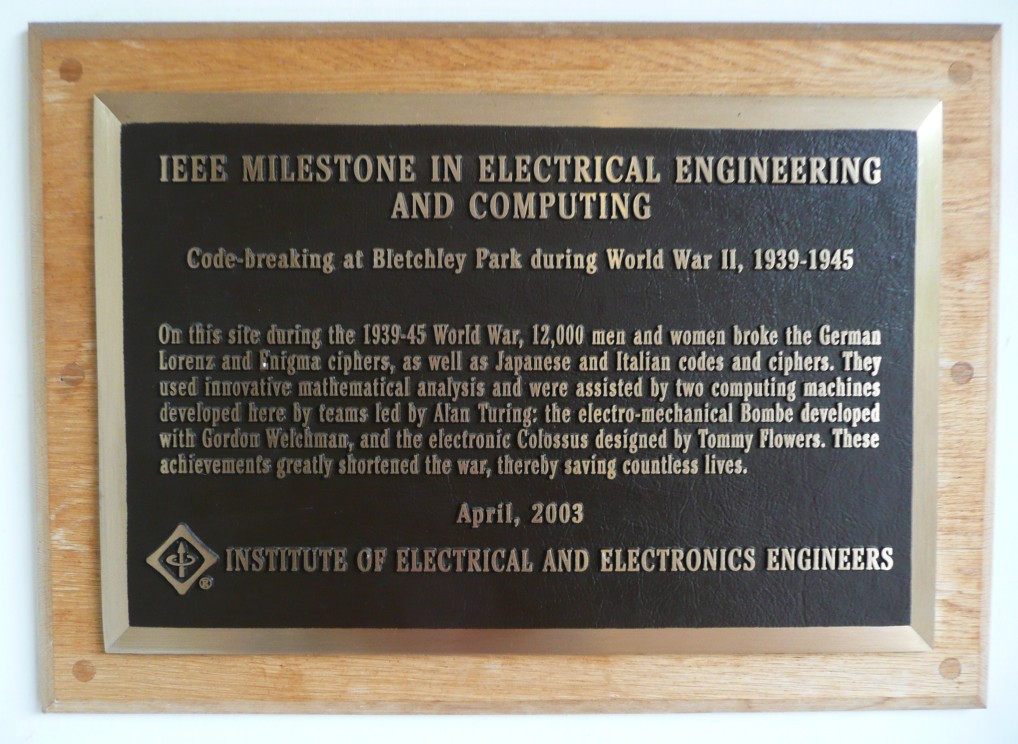 IEEE MILESTONE IN ELECTRICAL ENGINEERING
AND COMPUTING
Code-breaking at Bletchley Park during World War II, 1939-1945
On this site during the 1939-45 World War, 12,000 men and women broke the German
Lorenz and Enigma ciphers, as well as Japanese and Italian codes and ciphers. They
used innovative mathematical analysis and were assisted by two computing machines
developed here by teams led by Alan Turing: the electro-mechanical Bombe developed
with Gordon Welchman, and the electronic Colossus designed by Tommy Flowers. These
achievements greatly shortened the war, thereby saving countless lives.
April, 2003
INSTITUTE OF ELECTRICAL AND ELECTRONICS ENGINEERS
®